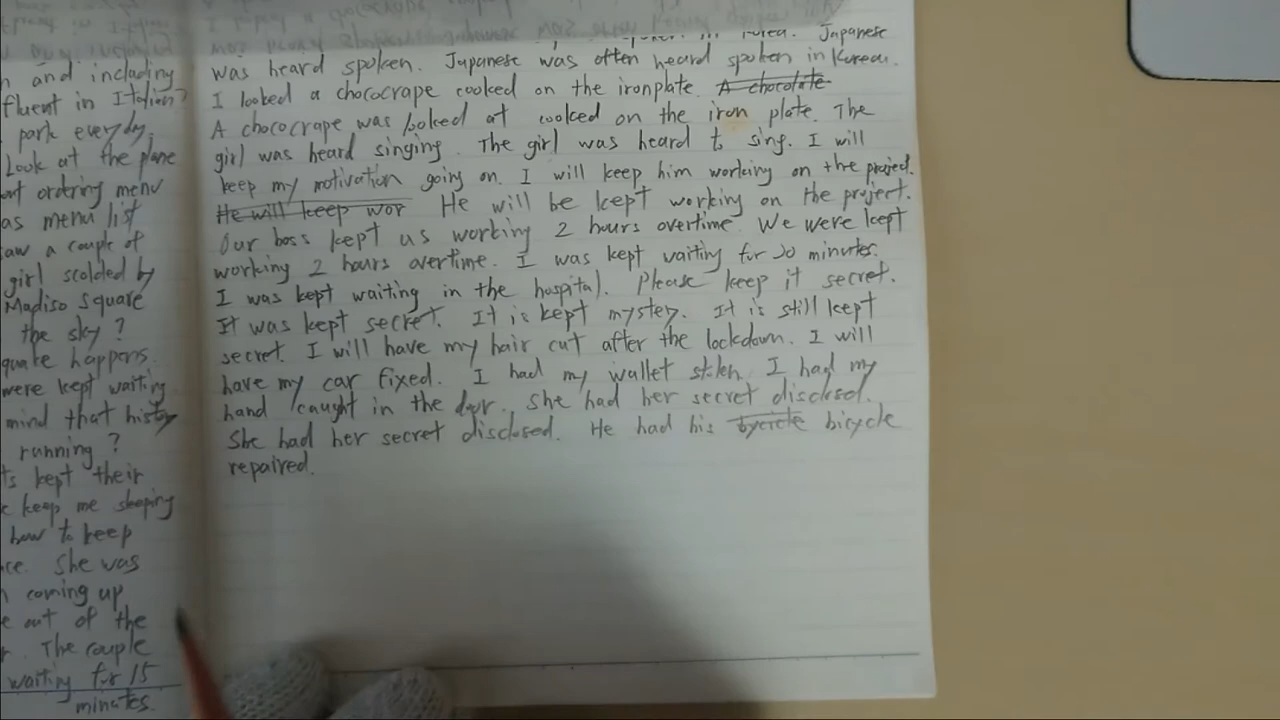 n and including
fluent in Italian?
park everyday.
Look at the plane
out ordering menu
as menu list
saw a couple of
girl scolded by
Madiso Square
the sky?
quake happens.
were kept waiting
mind that history
running?
ts kept their
keep me sleeping
how to keep
ce. She was
coming up
e out of the
r. The couple
waiting for 15
minutes.
Korea. Japanese
was heard spoken. Japanese was often heard spoken in Korean.
I looked a chococrape cooked on the ironplate. A chocolate
A chococrape was looked at cooked on the iron plate. The
girl was heard singing. The girl was heard to sing. I will
keep my motivation going on. I will keep him working on the project.
He will keep wor He will be kept working on the project.
Our boss kept us working 2 hours overtime. We were kept
working 2 hours overtime. I was kept waiting for 20 minutes.
I was kept waiting in the hospital. Please keep it secret.
It was kept secret. It is kept mystery. It is still kept
secret. I will have my hair cut after the lockdown. I will
have my car fixed. I had my wallet stolen. I had my
hand caught in the door. She had her secret disclosed.
She had her secret disclosed. He had his bycicle bicycle
repaired.